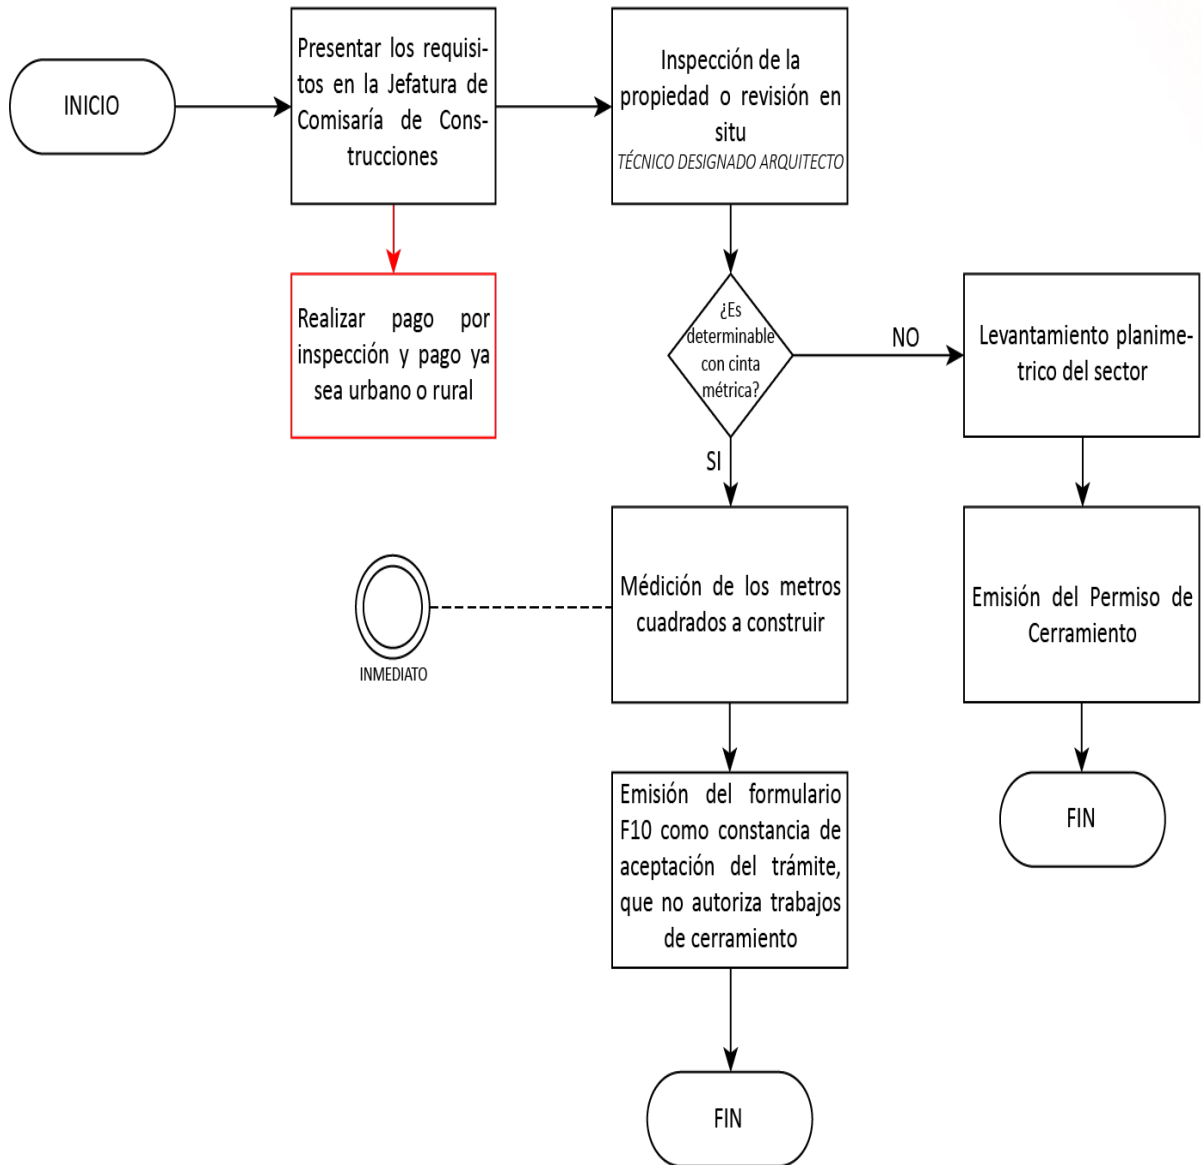 INICIO
Presentar los requisi-
tos en la Jefatura de
Comisaría de Cons-
trucciones
Inspección de la
propiedad o revisión en
situ
TÉCNICO DESIGNADO ARQUITECTO
Realizar pago por
inspección y pago ya
sea urbano o rural
¿Es
determinable
con cinta
métrica?
NO
Levantamiento planime-
trico del sector
SI
Médición de los metros
cuadrados a construir
INMEDIATO
Emisión del Permiso de
Cerramiento
Emisión del formulario
F10 como constancia de
aceptación del trámite,
que no autoriza trabajos
de cerramiento
FIN
FIN